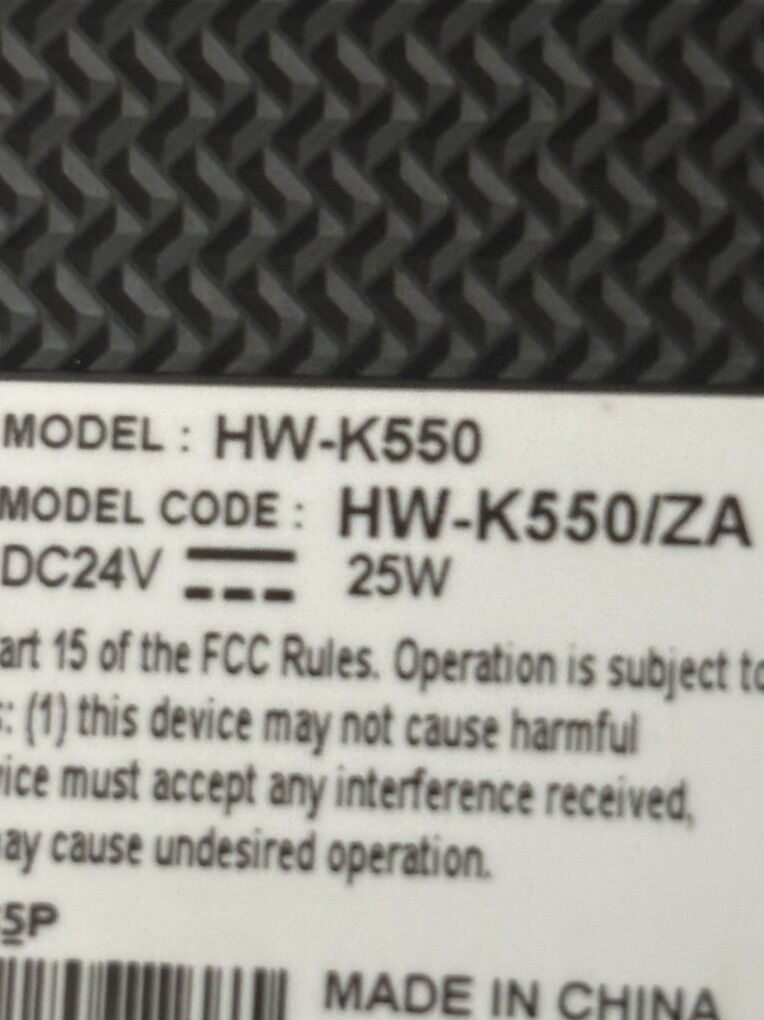 MODEL : HW-K550
MODEL CODE : HW-K550/ZA
DC24V 25W
art 15 of the FCC Rules. Operation is subject to
s: (1) this device may not cause harmful
vice must accept any interference received,
may cause undesired operation.
5P
MADE IN CHINA